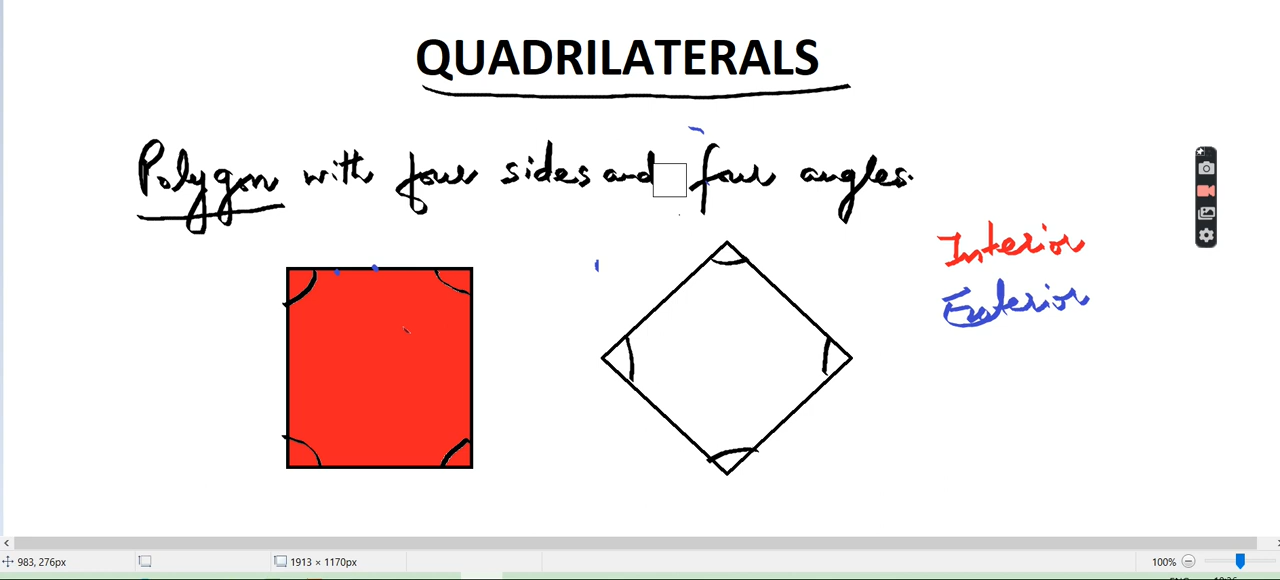 QUADRILATERALS
Polygon with four sides and four angles.
Interior
Exterior
983, 276px
1913 × 1170px
100%